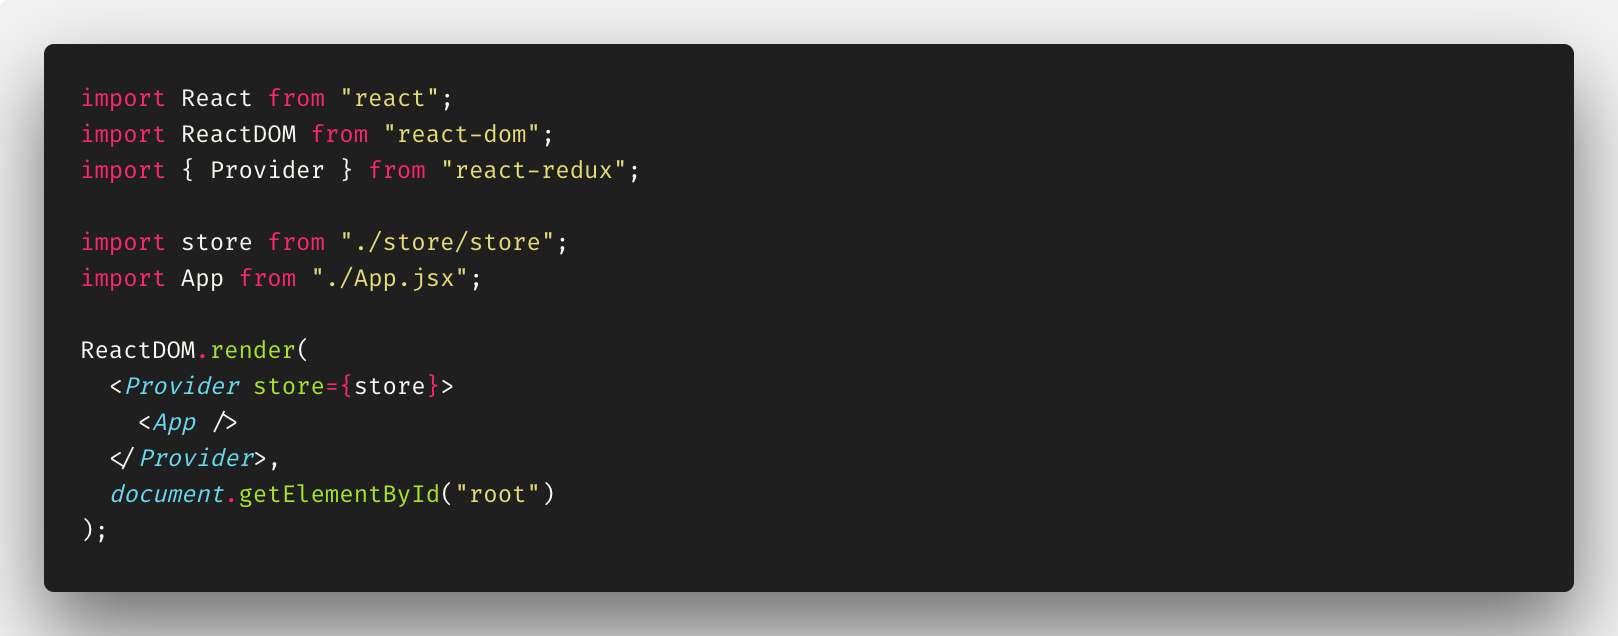 import React from "react";
import ReactDOM from "react-dom";
import { Provider } from "react-redux";

import store from "./store/store";
import App from "./App.jsx";

ReactDOM.render(
  <Provider store={store}>
    <App />
  </Provider>,
  document.getElementById("root")
);